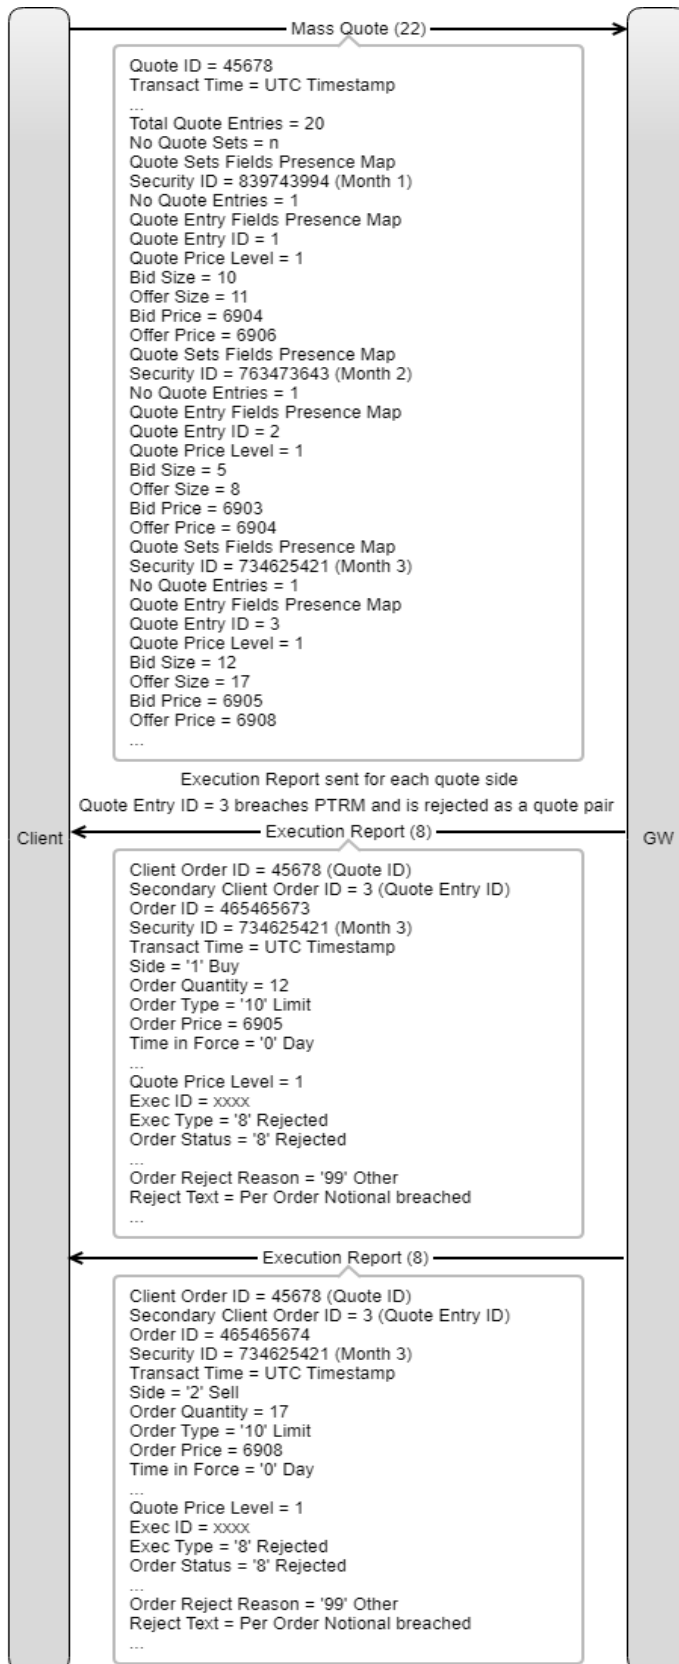 Mass Quote (22)
Quote ID = 45678
Transact Time = UTC Timestamp
...
Total Quote Entries = 20
No Quote Sets = n
Quote Sets Fields Presence Map
Security ID = 839743994 (Month 1)
No Quote Entries = 1
Quote Entry Fields Presence Map
Quote Entry ID = 1
Quote Price Level = 1
Bid Size = 10
Offer Size = 11
Bid Price = 6904
Offer Price = 6906
Quote Sets Fields Presence Map
Security ID = 763473643 (Month 2)
No Quote Entries = 1
Quote Entry Fields Presence Map
Quote Entry ID = 2
Quote Price Level = 1
Bid Size = 5
Offer Size = 8
Bid Price = 6903
Offer Price = 6904
Quote Sets Fields Presence Map
Security ID = 734625421 (Month 3)
No Quote Entries = 1
Quote Entry Fields Presence Map
Quote Entry ID = 3
Quote Price Level = 1
Bid Size = 12
Offer Size = 17
Bid Price = 6905
Offer Price = 6908
...
Execution Report sent for each quote side
Quote Entry ID = 3 breaches PTRM and is rejected as a quote pair
Execution Report (8)
Client
GW
Client Order ID = 45678 (Quote ID)
Secondary Client Order ID = 3 (Quote Entry ID)
Order ID = 465465673
Security ID = 734625421 (Month 3)
Transact Time = UTC Timestamp
Side = '1' Buy
Order Quantity = 12
Order Type = '10' Limit
Order Price = 6905
Time in Force = '0' Day
...
Quote Price Level = 1
Exec ID = xxxx
Exec Type = '8' Rejected
Order Status = '8' Rejected
...
Order Reject Reason = '99' Other
Reject Text = Per Order Notional breached
...
Execution Report (8)
Client Order ID = 45678 (Quote ID)
Secondary Client Order ID = 3 (Quote Entry ID)
Order ID = 465465674
Security ID = 734625421 (Month 3)
Transact Time = UTC Timestamp
Side = '2' Sell
Order Quantity = 17
Order Type = '10' Limit
Order Price = 6908
Time in Force = '0' Day
...
Quote Price Level = 1
Exec ID = xxxx
Exec Type = '8' Rejected
Order Status = '8' Rejected
...
Order Reject Reason = '99' Other
Reject Text = Per Order Notional breached
...